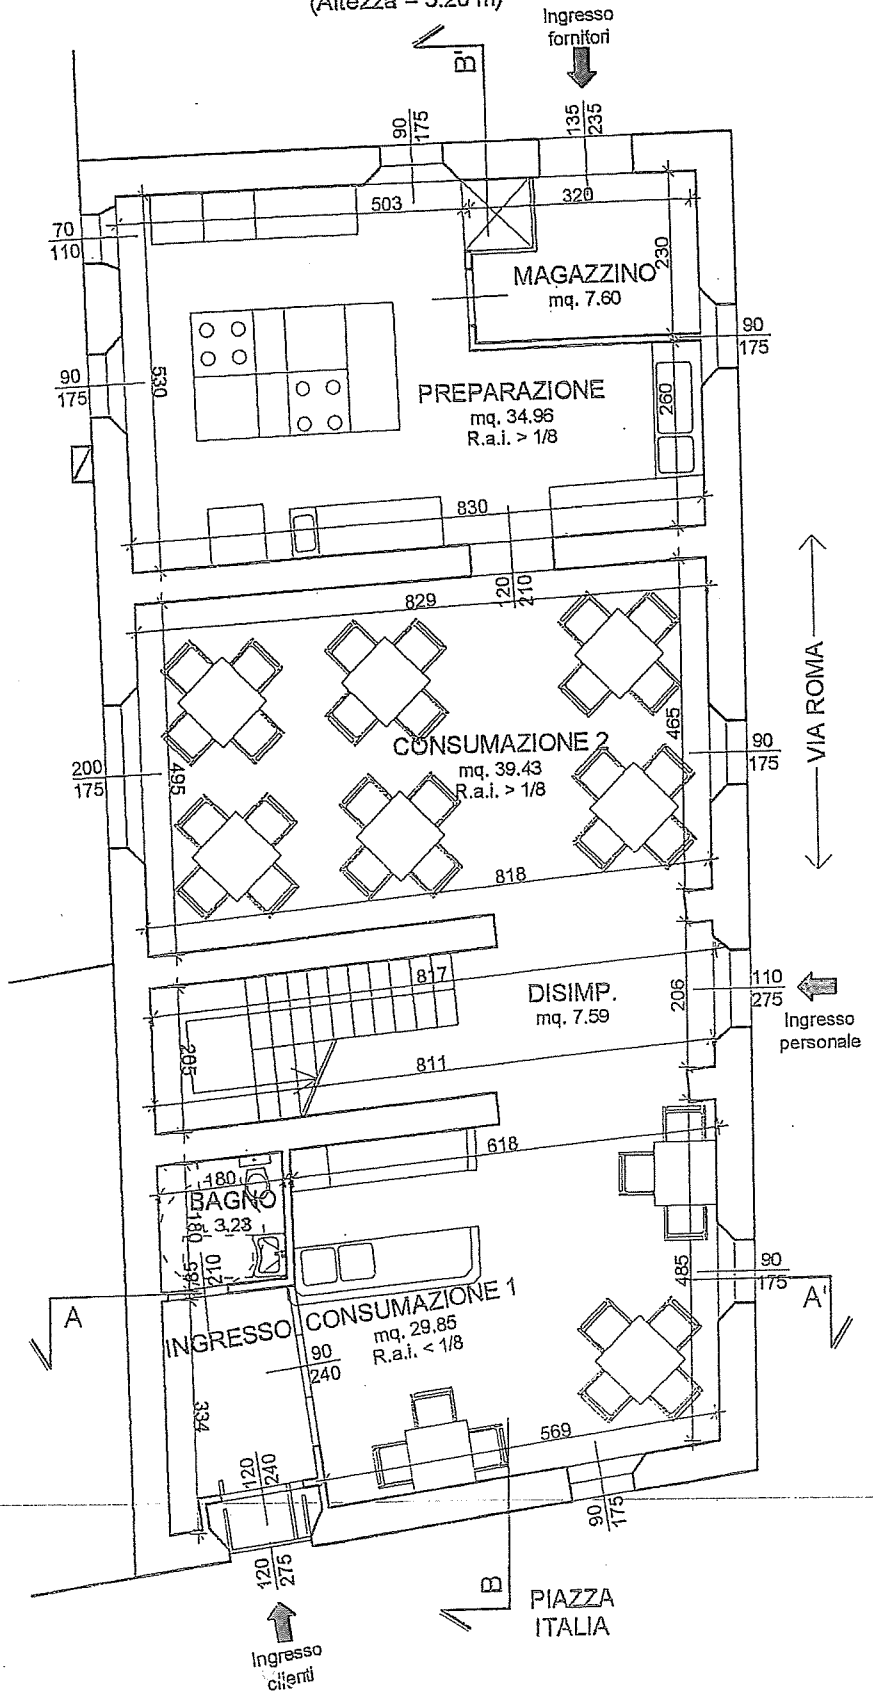 Ingresso
fornitori
B'
90
175
135
235
503
320
70
110
230
MAGAZZINO
mq. 7.60
90
175
90
175
530
PREPARAZIONE
mq. 34.96
R.a.i. > 1/8
260
830
120
210
829
CONSUMAZIONE 2
mq. 39.43
R.a.i. > 1/8
465
90
175
VIA ROMA
200
175
495
818
817
DISIMP.
mq. 7.59
206
110
275
Ingresso
personale
205
811
618
180
BAGNO
3.23
180
85
210
485
90
175
A
A'
INGRESSO
CONSUMAZIONE 1
mq. 29.85
R.a.i. < 1/8
90
240
334
569
120
240
90
175
120
275
B
PIAZZA
ITALIA
Ingresso
clienti